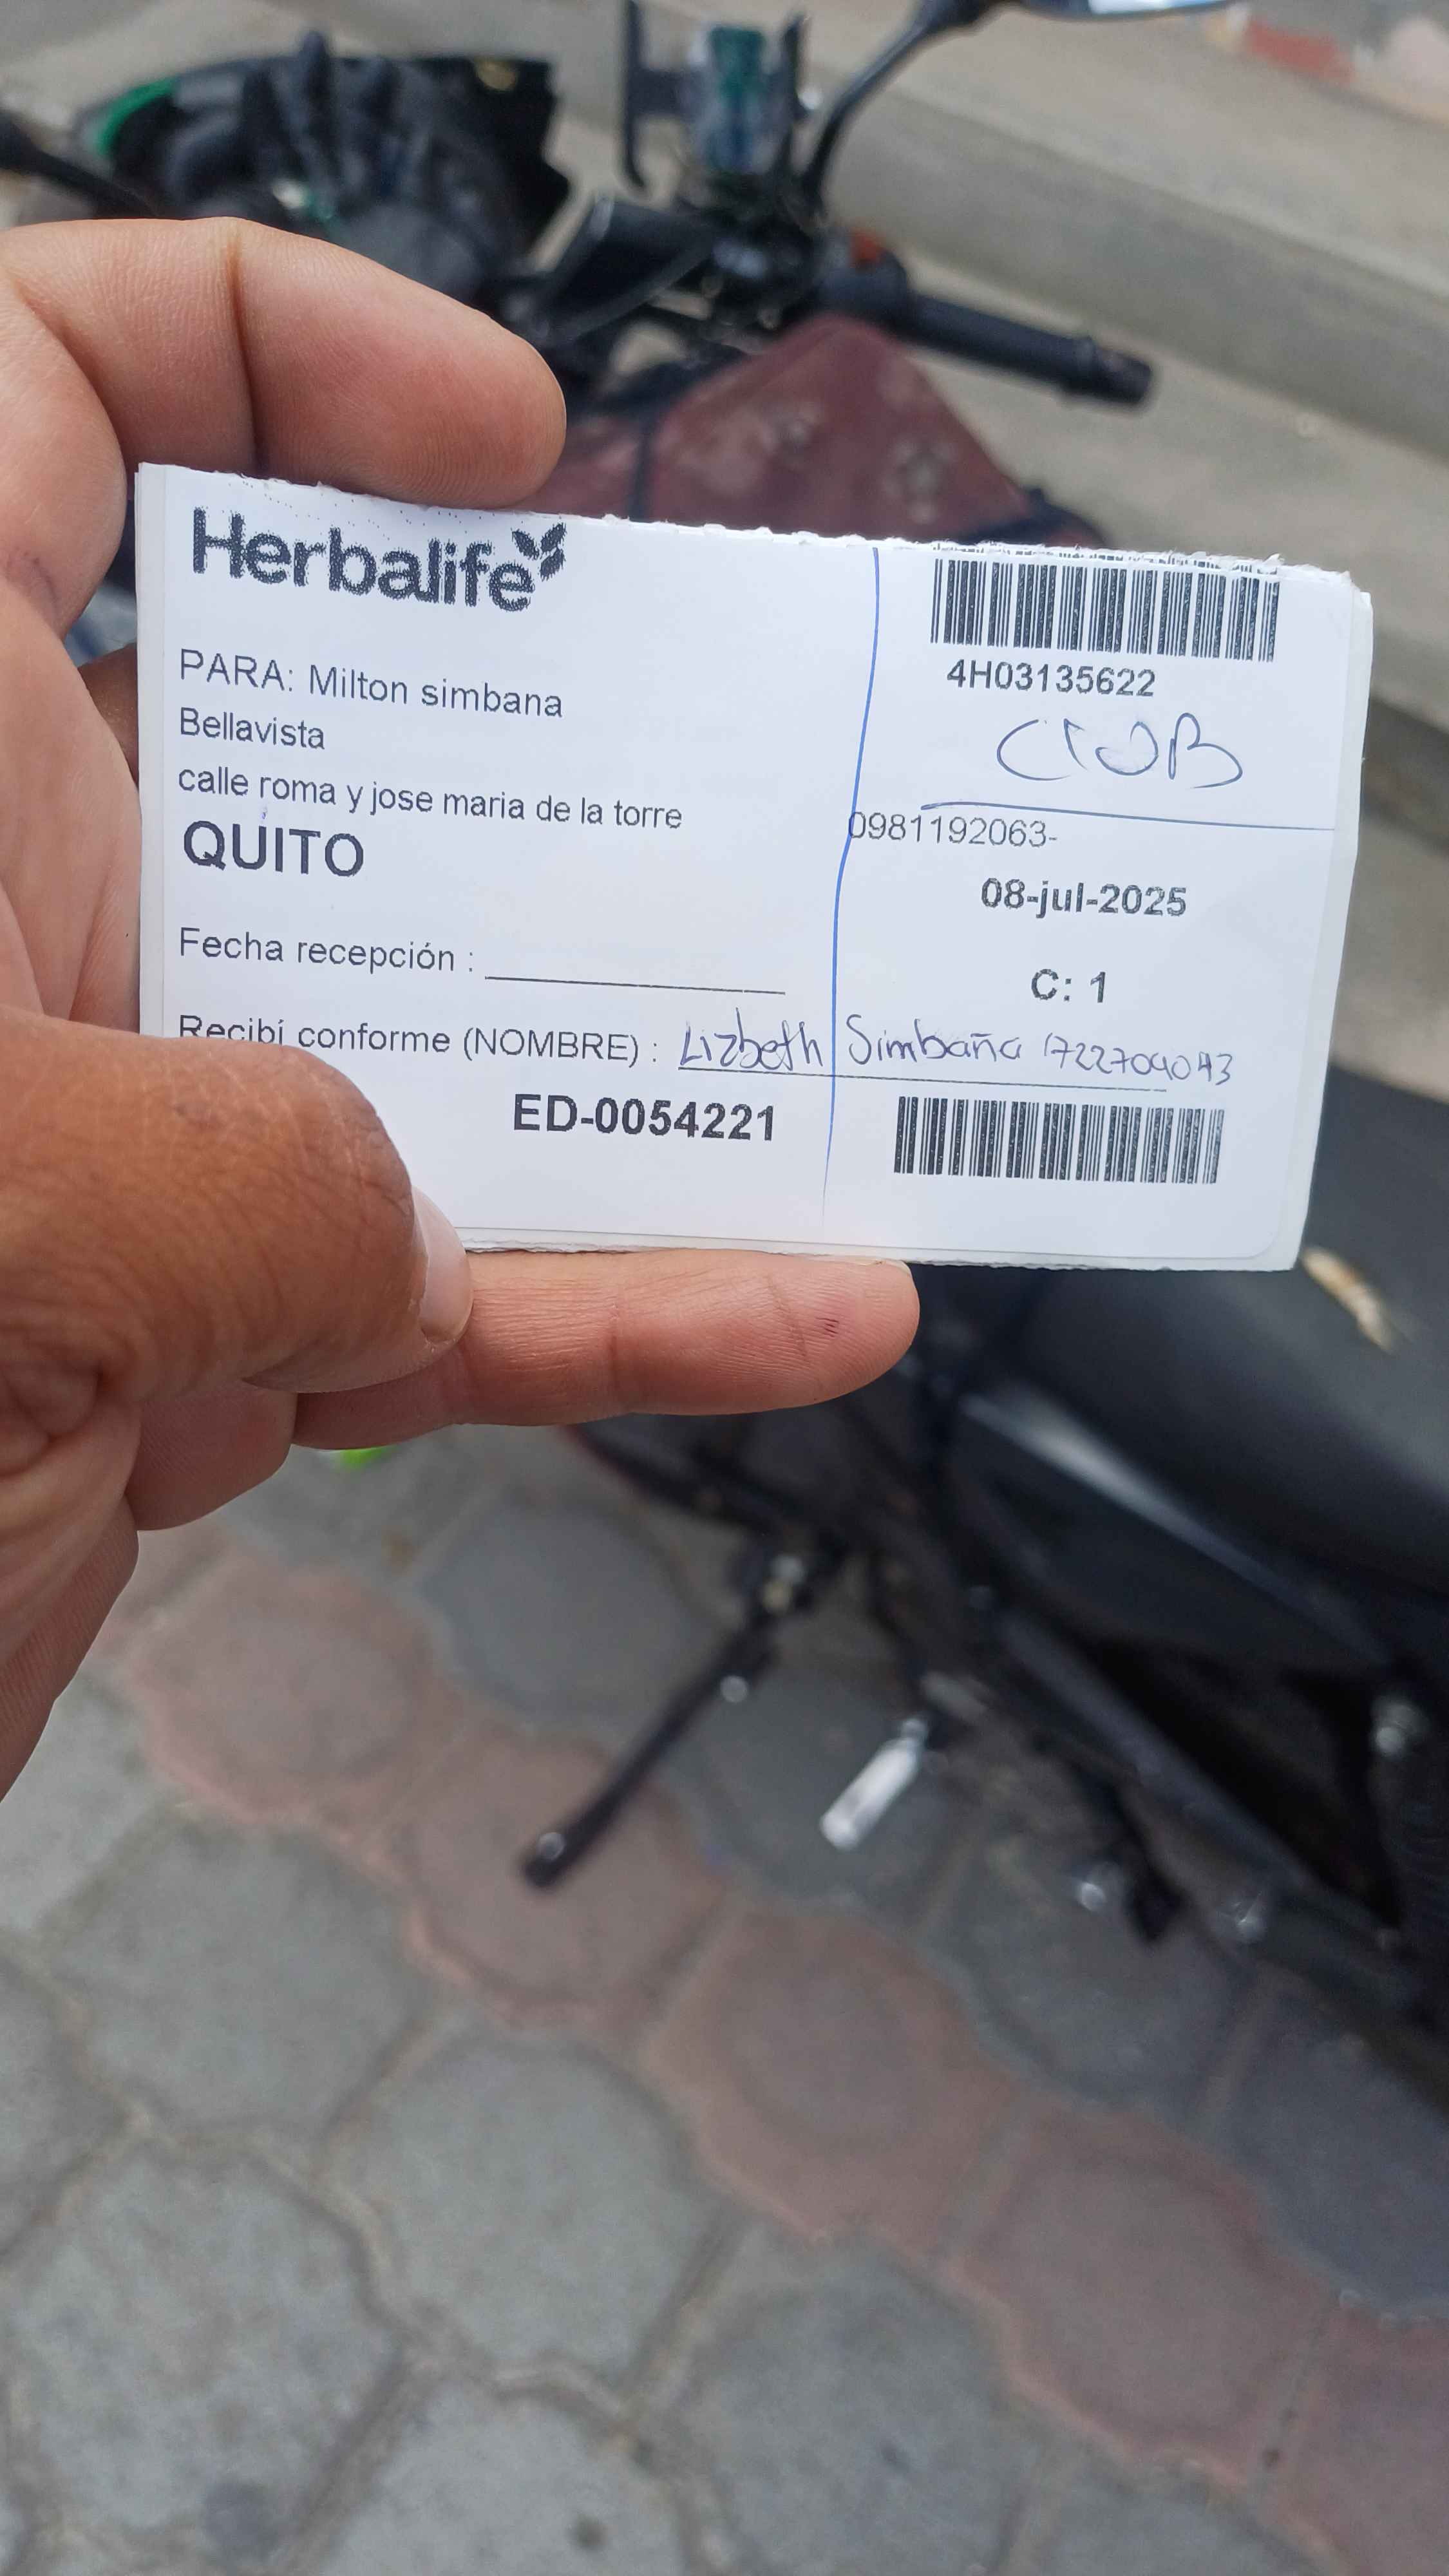 Herbalife
PARA: Milton simbana
Bellavista
calle roma y jose maria de la torre
QUITO
Fecha recepción :
Recibí conforme (NOMBRE) : Lizbeth Simbaña 1722704043
ED-0054221
4H03135622
0981192063-
08-jul-2025
C: 1